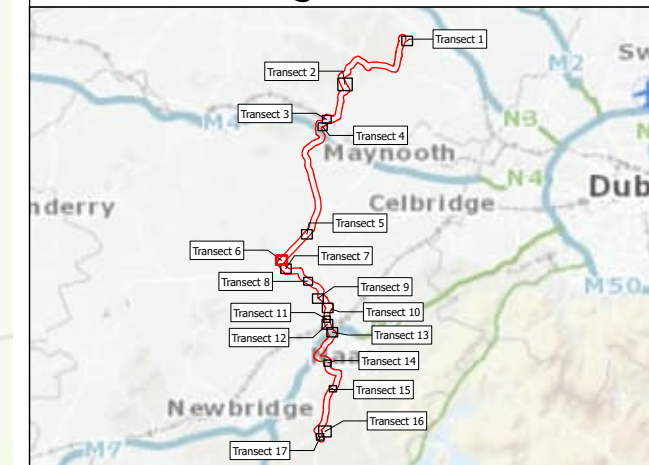 Transect 1
Sw
M2
Transect 2
Transect 3
M4
N3
N
Transect 4
Maynooth
N4
Dub
Celbridge
nderry
Transect 5
Transect 6
Transect 7
Transect 8
Transect 9
M50
Transect 10
Transect 11
Transect 12
Transect 13
Transect 14
Transect 15
Newbridge
Transect 16
M7
Transect 17